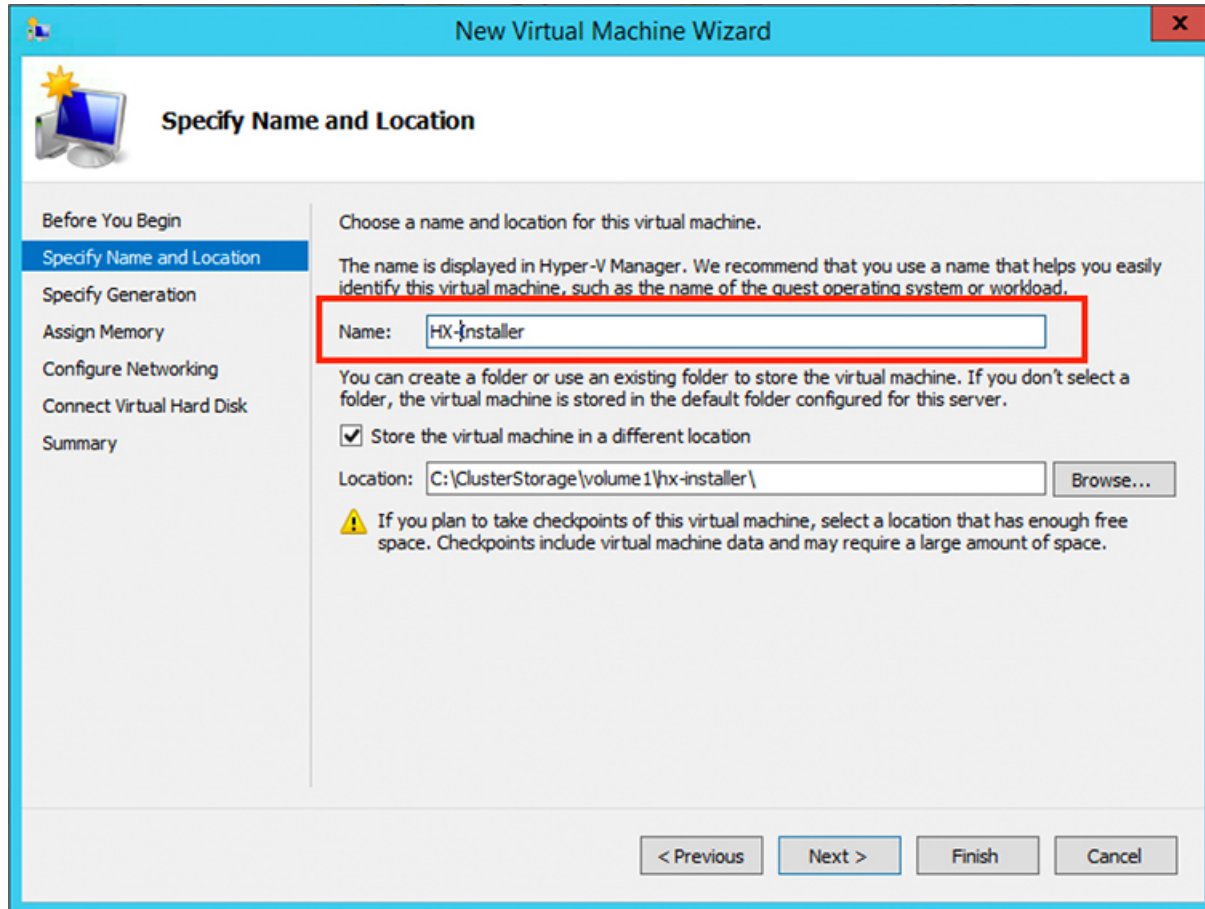 New Virtual Machine Wizard
x
Specify Name and Location
Before You Begin
Specify Name and Location
Specify Generation
Assign Memory
Configure Networking
Connect Virtual Hard Disk
Summary
Choose a name and location for this virtual machine.
The name is displayed in Hyper-V Manager. We recommend that you use a name that helps you easily
identify this virtual machine, such as the name of the guest operating system or workload.
Name: HX-Installer
You can create a folder or use an existing folder to store the virtual machine. If you don't select a
folder, the virtual machine is stored in the default folder configured for this server.
Store the virtual machine in a different location
Location: C:\ClusterStorage\volume1\hx-installer\
Browse...
If you plan to take checkpoints of this virtual machine, select a location that has enough free
space. Checkpoints include virtual machine data and may require a large amount of space.
< Previous
Next >
Finish
Cancel